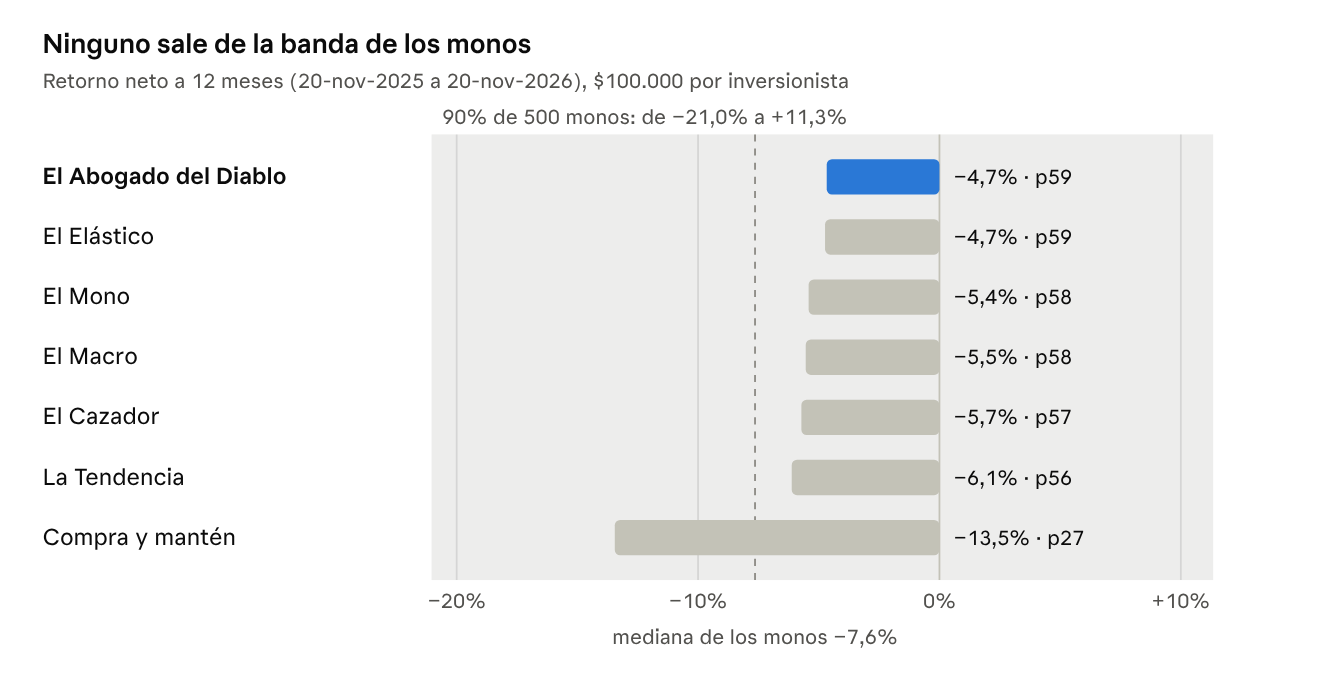 Ninguno sale de la banda de los monos
Retorno neto a 12 meses (20-nov-2025 a 20-nov-2026), $100.000 por inversionista
90% de 500 monos: de −21,0% a +11,3%
El Abogado del Diablo −4,7% · p59
El Elástico −4,7% · p59
El Mono −5,4% · p58
El Macro −5,5% · p58
El Cazador −5,7% · p57
La Tendencia −6,1% · p56
Compra y mantén −13,5% · p27
−20% −10% 0% +10%
mediana de los monos −7,6%